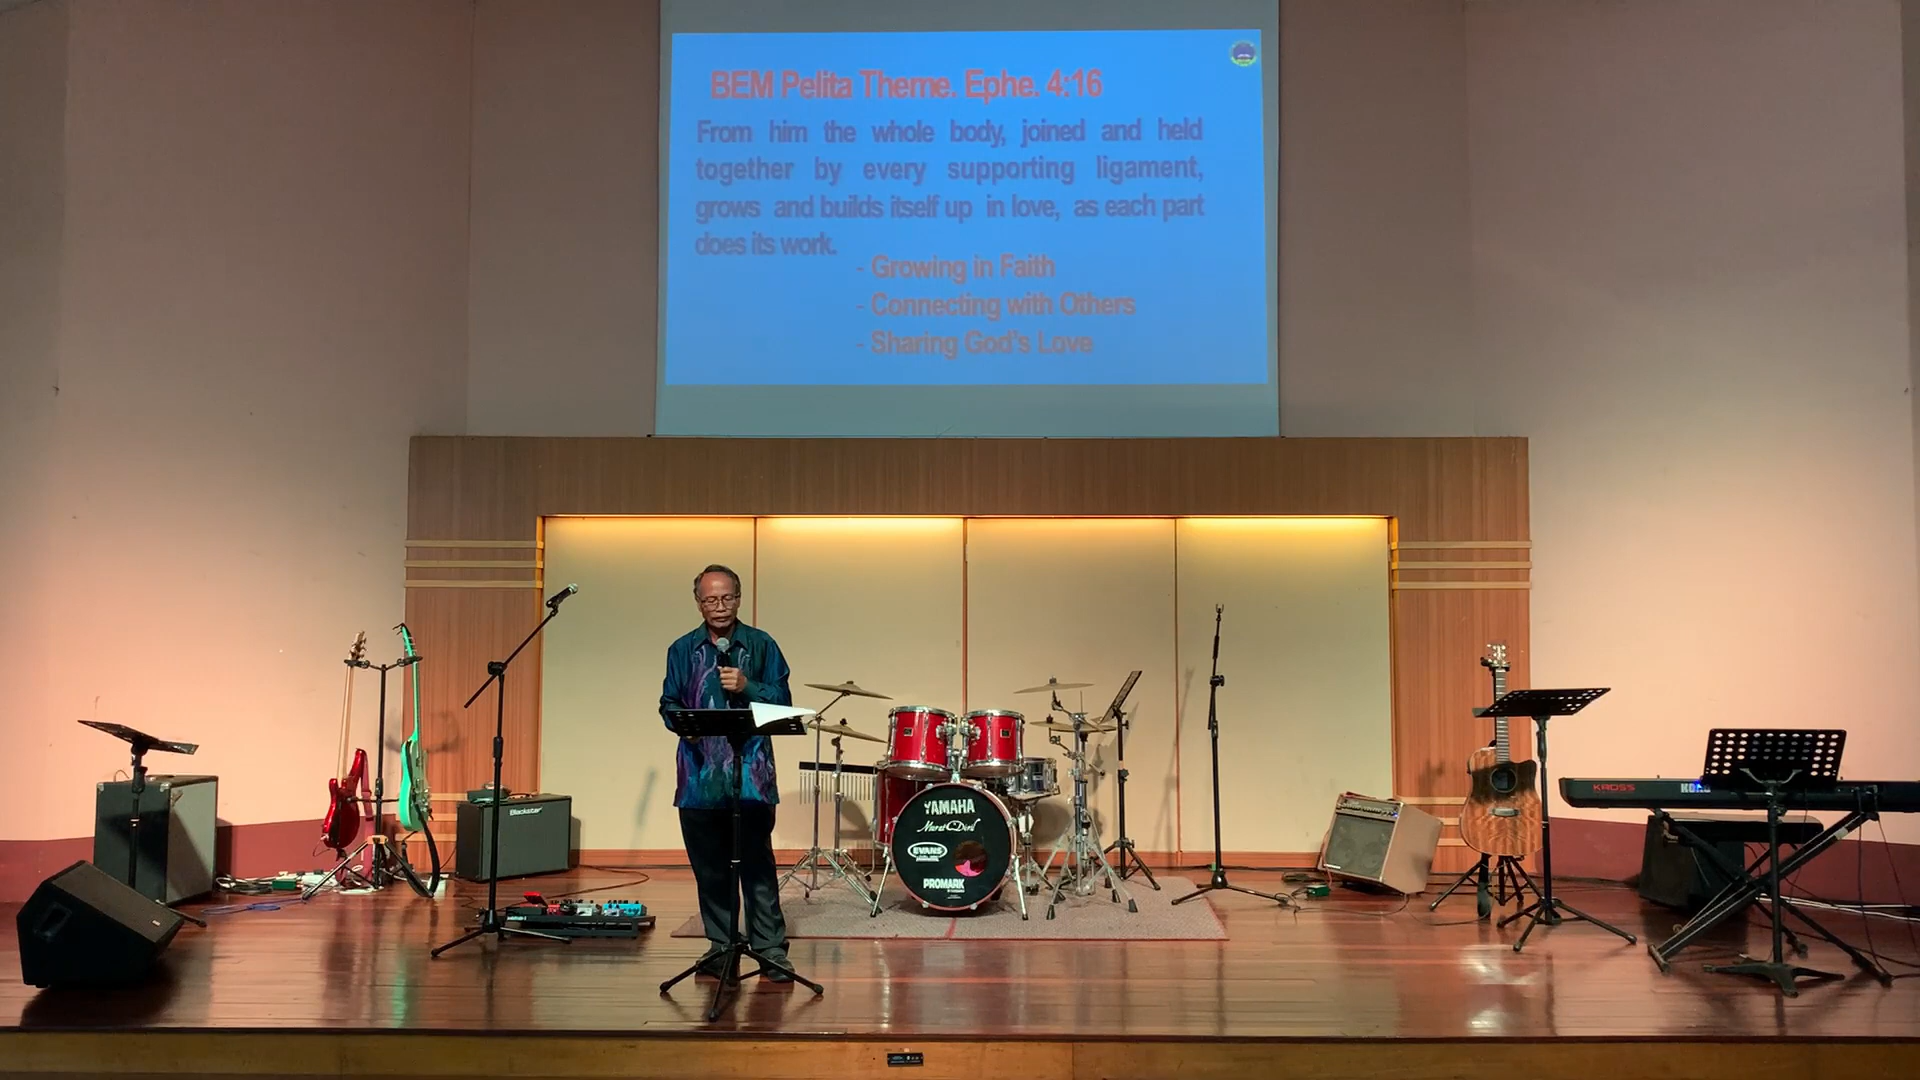 BEM Pelita Theme. Ephe. 4:16
From him the whole body, joined and held
together by every supporting ligament,
grows and builds itself up in love, as each part
does its work.
- Growing in Faith
- Connecting with Others
- Sharing God's Love
Blackstar
YAMAHA
EVANS
PROMARK
KROSS
KORG